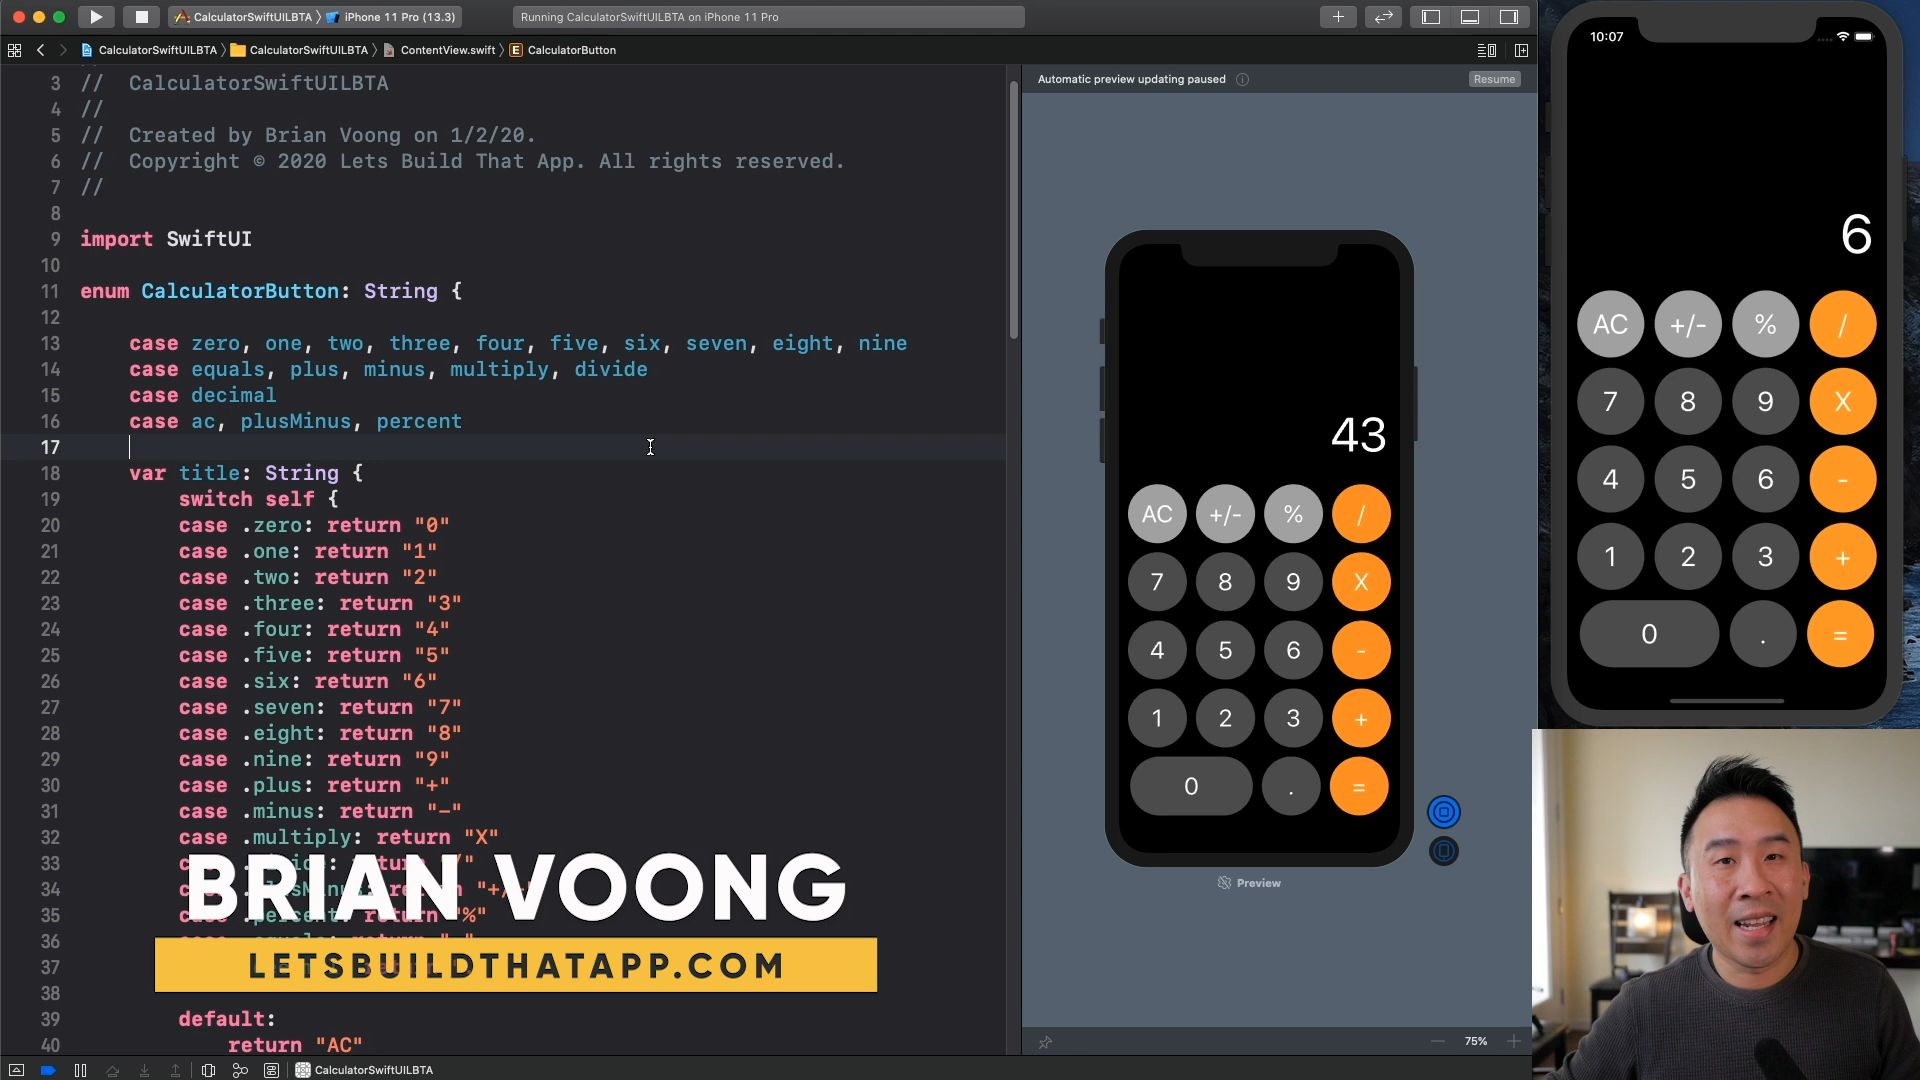 CalculatorSwiftUILBTA
iPhone 11 Pro (13.3)
Running CalculatorSwiftUILBTA on iPhone 11 Pro
CalculatorSwiftUILBTA
CalculatorSwiftUILBTA
ContentView.swift
E
CalculatorButton
3 // CalculatorSwiftUILBTA
4 //
5 // Created by Brian Voong on 1/2/20.
6 // Copyright © 2020 Lets Build That App. All rights reserved.
7 //
8
9 import SwiftUI
10
11 enum CalculatorButton: String {
12
13 case zero, one, two, three, four, five, six, seven, eight, nine
14 case equals, plus, minus, multiply, divide
15 case decimal
16 case ac, plusMinus, percent
17
18 var title: String {
19 switch self {
20 case .zero: return "0"
21 case .one: return "1"
22 case .two: return "2"
23 case .three: return "3"
24 case .four: return "4"
25 case .five: return "5"
26 case .six: return "6"
27 case .seven: return "7"
28 case .eight: return "8"
29 case .nine: return "9"
30 case .plus: return "+"
31 case .minus: return "-"
32 case .multiply: return "X"
33
34
35
36
37
38
39 default:
40 return "AC"
BRIAN VOONG
LETSBUILDTHATAPP.COM
CalculatorSwiftUILBTA
Automatic preview updating paused
Resume
43
AC +/- % /
7 8 9 X
4 5 6 -
1 2 3 +
0 . =
Preview
75%
10:07
6
AC +/- % /
7 8 9 X
4 5 6 -
1 2 3 +
0 . =